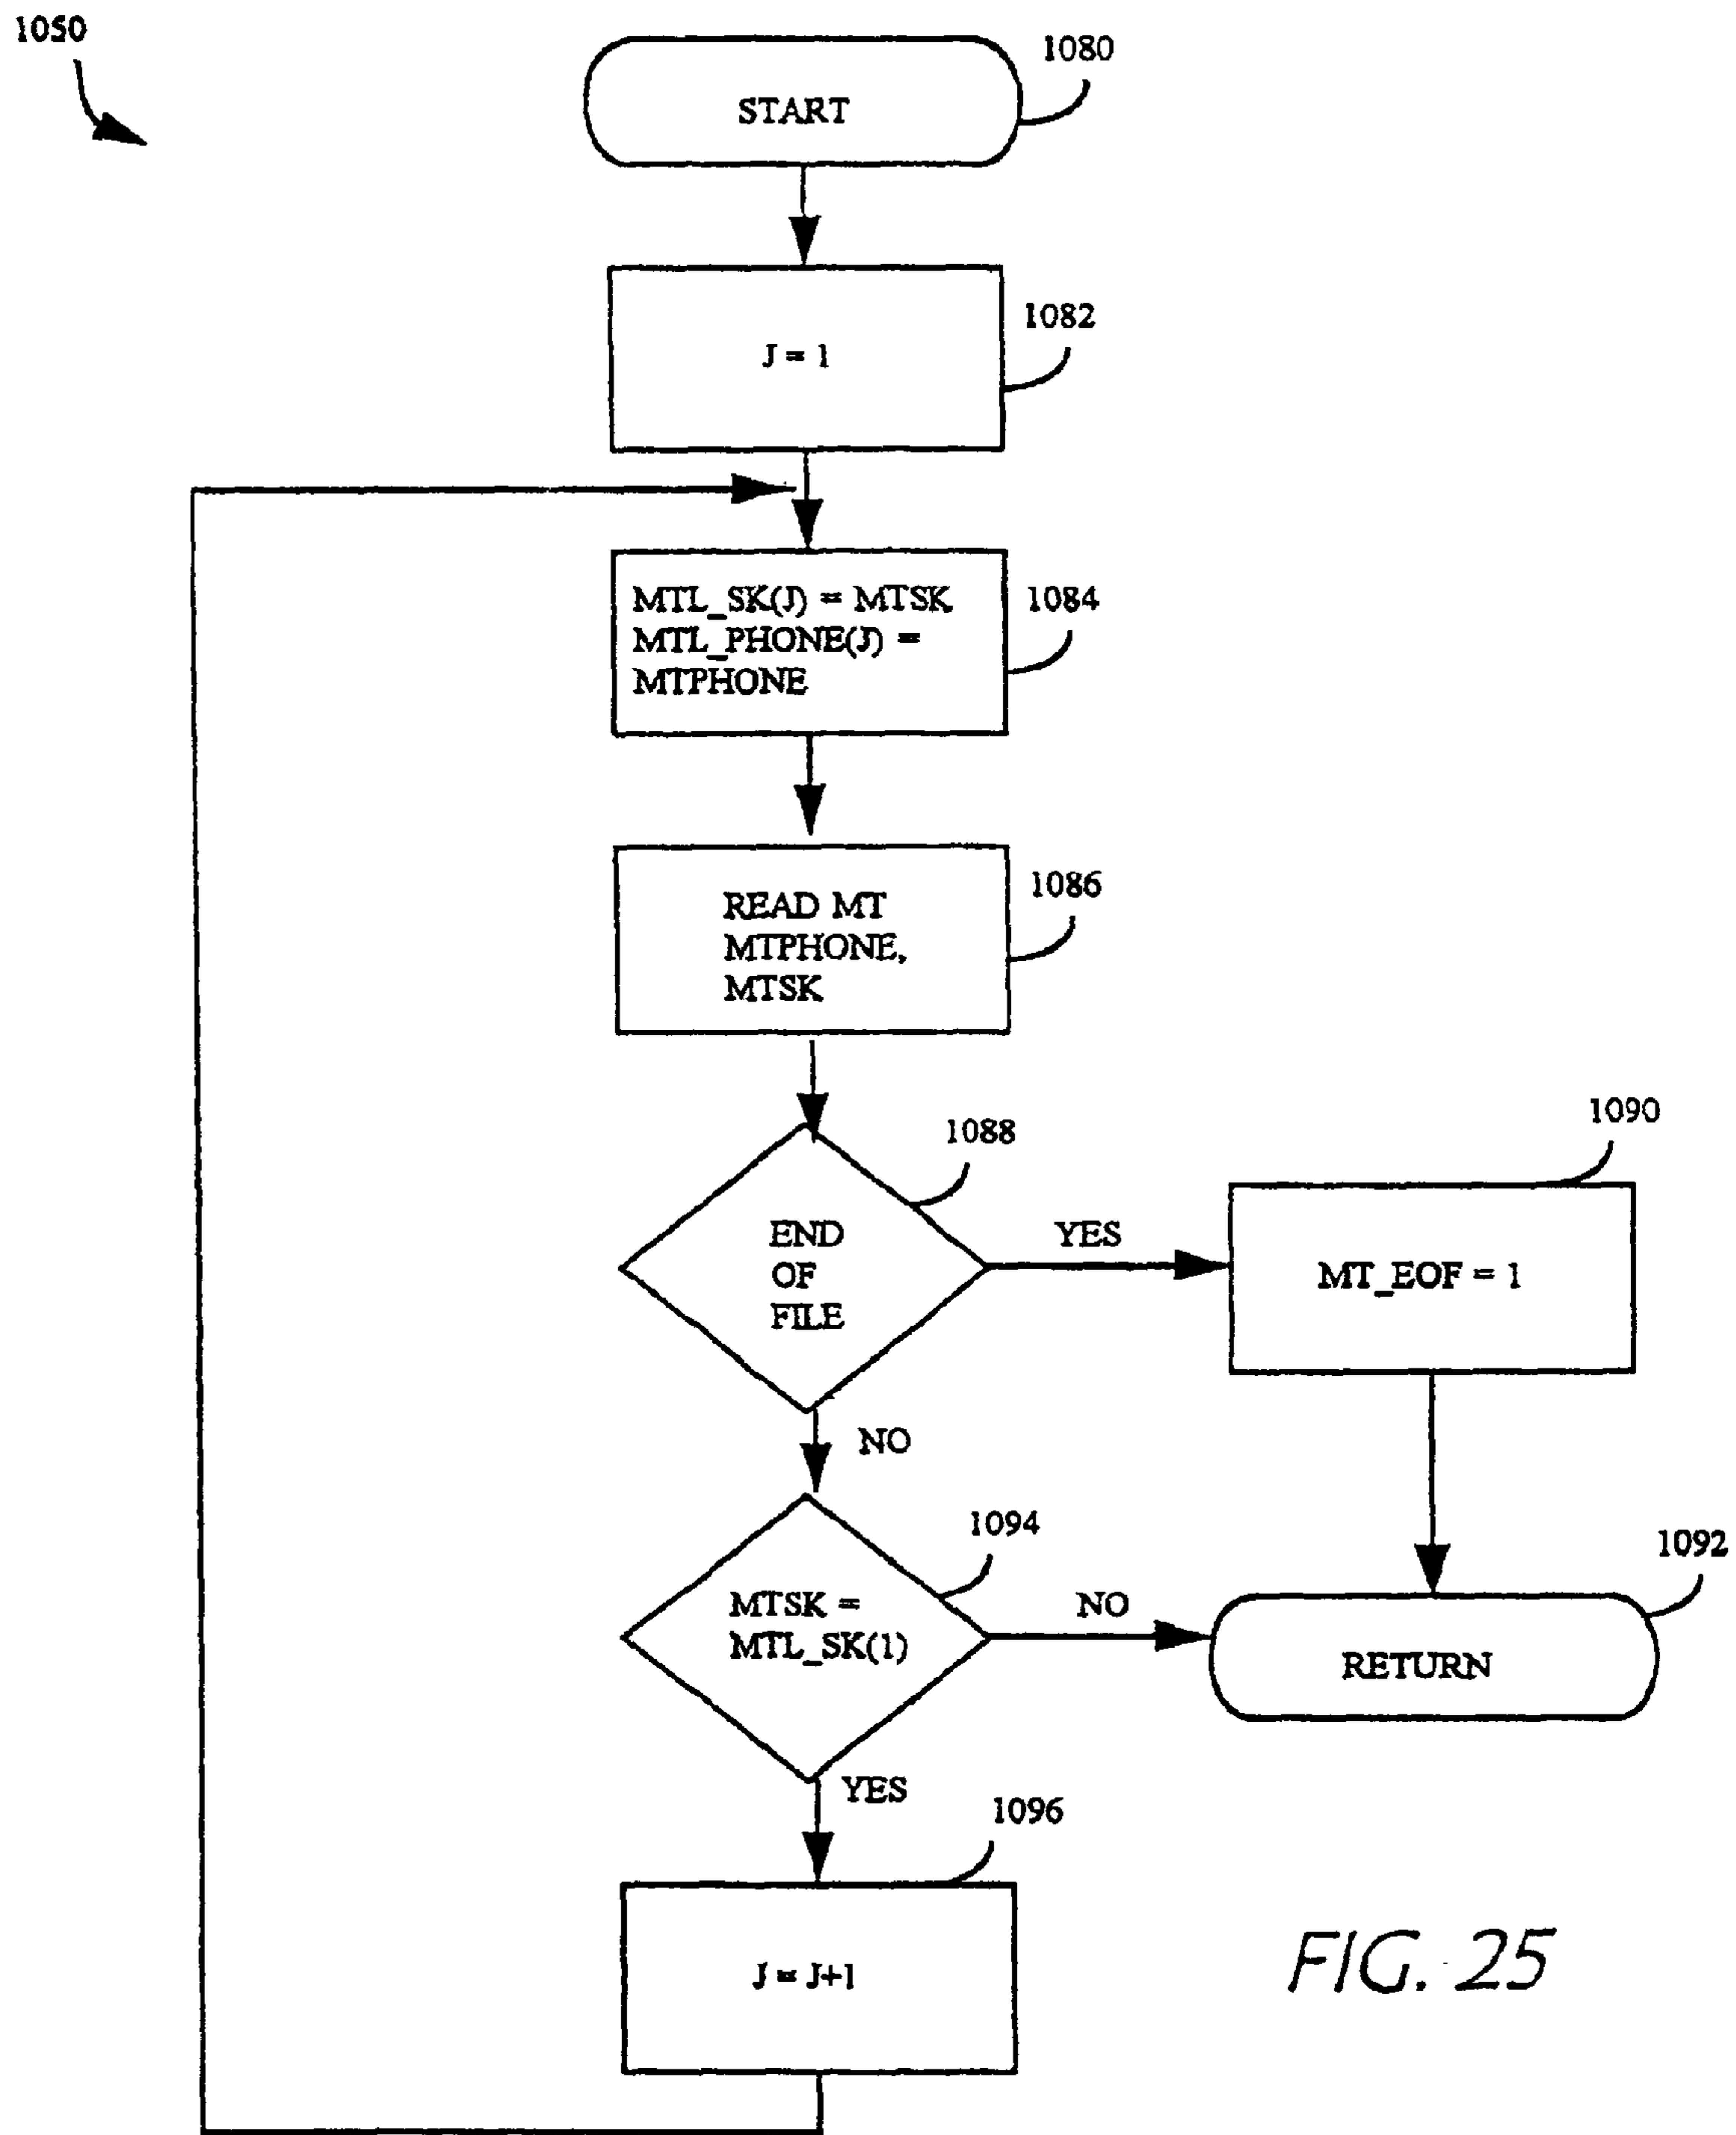 1050
1080
START
1082
J = 1
MTL_SK(J) = MTSK
MTL_PHONE(J) =
MTPHONE
1084
READ MT
MTPHONE,
MTSK
1086
1088
END
OF
FILE
YES
1090
MT_EOF = 1
NO
1094
MTSK =
MTL_SK(1)
NO
1092
RETURN
YES
1096
J = J+1
FIG. 25